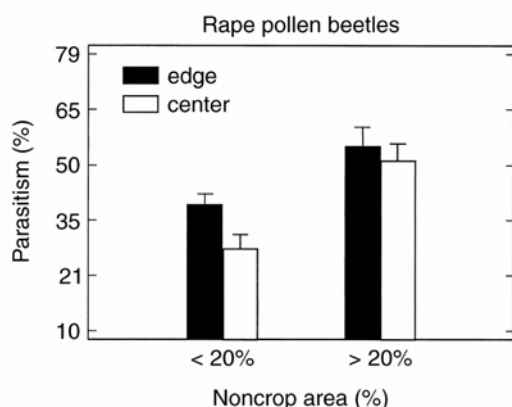 Rape pollen beetles
79
edge
65
center
50
35
21
10
Parasitism (%)
< 20% > 20%
Noncrop area (%)